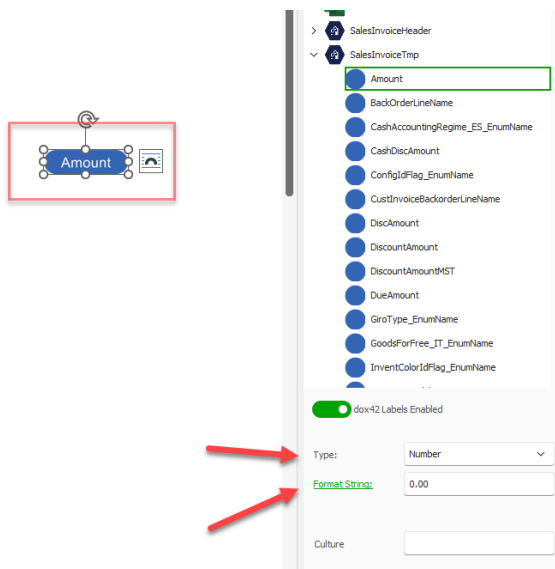 SalesInvoiceHeader
SalesInvoiceTmp
Amount
Amount
BackOrderLineName
CashAccountingRegime_ES_EnumName
CashDiscAmount
ConfigIdFlag_EnumName
CustInvoiceBackorderLineName
DiscAmount
DiscountAmount
DiscountAmountMST
DueAmount
GiroType_EnumName
GoodsForFree_IT_EnumName
InventColorIdFlag_EnumName
dox42 Labels Enabled
Type: Number
Format String: 0.00
Culture